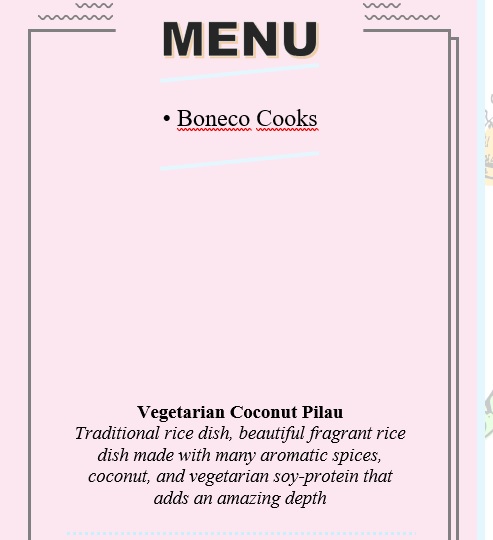 MENU
• Boneco Cooks
Vegetarian Coconut Pilau
Traditional rice dish, beautiful fragrant rice
dish made with many aromatic spices,
coconut, and vegetarian soy-protein that
adds an amazing depth